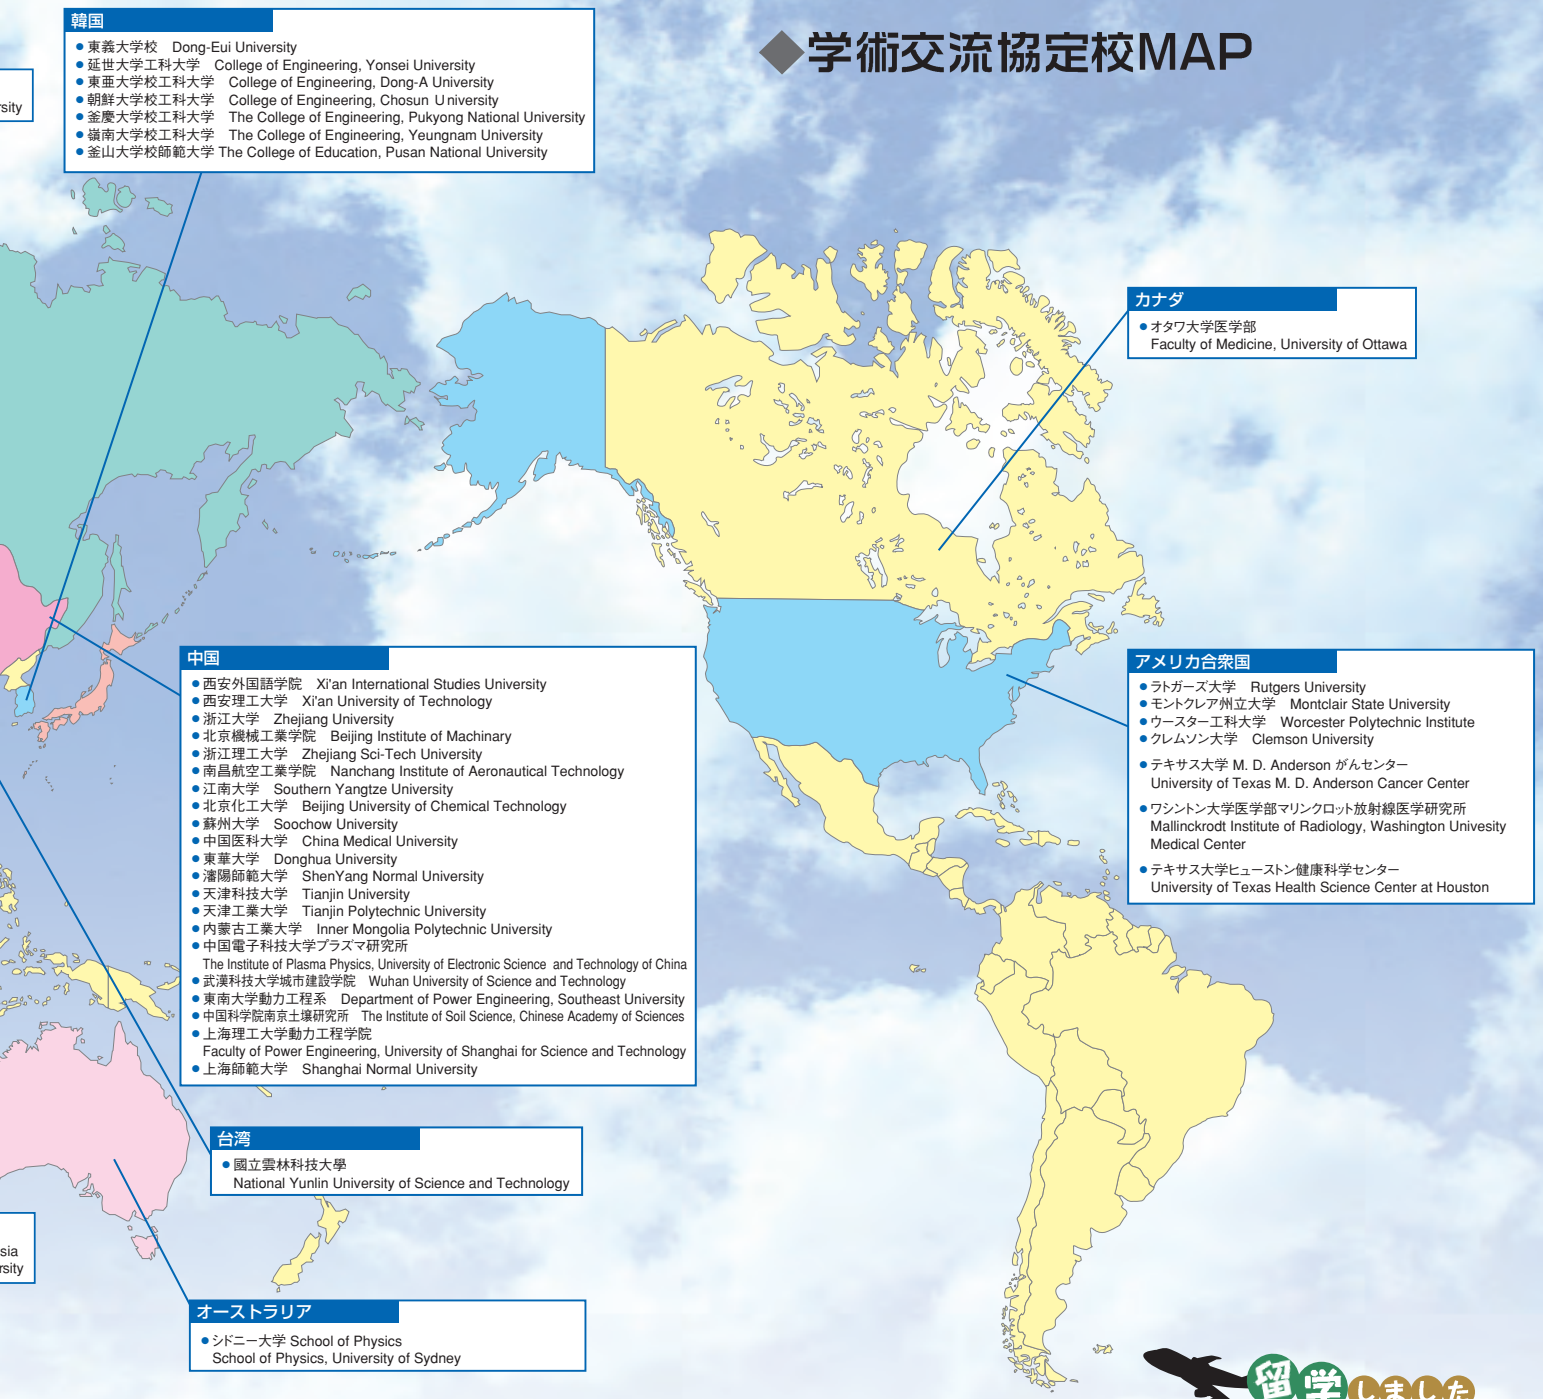 ◆学術交流協定校MAP
韓国
● 東義大学校　Dong-Eui University
● 延世大学工科大学　College of Engineering, Yonsei University
● 東亜大学校工科大学　College of Engineering, Dong-A University
● 朝鮮大学校工科大学　College of Engineering, Chosun University
● 釜慶大学校工科大学　The College of Engineering, Pukyong National University
● 嶺南大学校工科大学　The College of Engineering, Yeungnam University
● 釜山大学校師範大学 The College of Education, Pusan National University
rsity
カナダ
● オタワ大学医学部
Faculty of Medicine, University of Ottawa
中国
● 西安外国語学院　Xi'an International Studies University
● 西安理工大学　Xi'an University of Technology
● 浙江大学　Zhejiang University
● 北京機械工業学院　Beijing Institute of Machinary
● 浙江理工大学　Zhejiang Sci-Tech University
● 南昌航空工業学院　Nanchang Institute of Aeronautical Technology
● 江南大学　Southern Yangtze University
● 北京化工大学　Beijing University of Chemical Technology
● 蘇州大学　Soochow University
● 中国医科大学　China Medical University
● 東華大学　Donghua University
● 瀋陽師範大学　ShenYang Normal University
● 天津科技大学　Tianjin University
● 天津工業大学　Tianjin Polytechnic University
● 内蒙古工業大学　Inner Mongolia Polytechnic University
● 中国電子科技大学プラズマ研究所
The Institute of Plasma Physics, University of Electronic Science and Technology of China
● 武漢科技大学城市建設学院　Wuhan University of Science and Technology
● 東南大学動力工程系　Department of Power Engineering, Southeast University
● 中国科学院南京土壌研究所　The Institute of Soil Science, Chinese Academy of Sciences
● 上海理工大学動力工程学院
Faculty of Power Engineering, University of Shanghai for Science and Technology
● 上海師範大学　Shanghai Normal University
アメリカ合衆国
● ラトガーズ大学　Rutgers University
● モントクレア州立大学　Montclair State University
● ウースター工科大学　Worcester Polytechnic Institute
● クレムソン大学　Clemson University
● テキサス大学 M. D. Anderson がんセンター
University of Texas M. D. Anderson Cancer Center
● ワシントン大学医学部マリンクロット放射線医学研究所
Mallinckrodt Institute of Radiology, Washington Univesity
Medical Center
● テキサス大学ヒューストン健康科学センター
University of Texas Health Science Center at Houston
台湾
● 國立雲林科技大學
National Yunlin University of Science and Technology
sia
rsity
オーストラリア
● シドニー大学 School of Physics
School of Physics, University of Sydney
留学しました